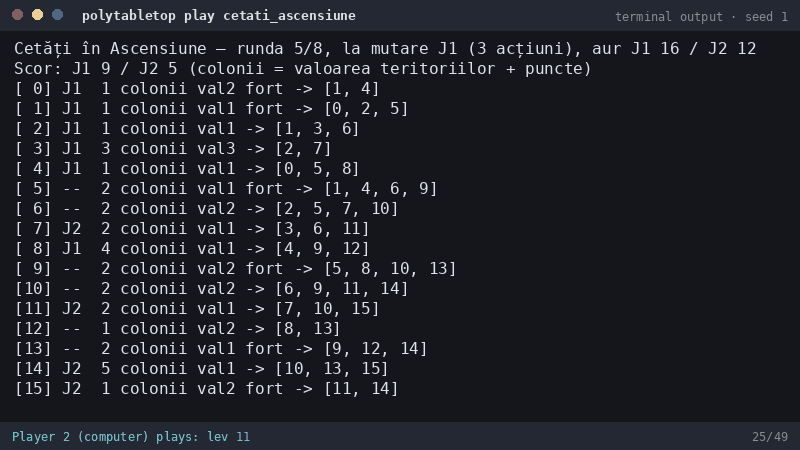 polytabletop play cetati_ascensiune
terminal output · seed 1
Cetăți în Ascensiune — runda 5/8, la mutare J1 (3 acțiuni), aur J1 16 / J2 12
Scor: J1 9 / J2 5 (colonii = valoarea teritoriilor + puncte)
[ 0] J1  1 colonii val2 fort -> [1, 4]
[ 1] J1  1 colonii val1 fort -> [0, 2, 5]
[ 2] J1  1 colonii val1 -> [1, 3, 6]
[ 3] J1  3 colonii val3 -> [2, 7]
[ 4] J1  1 colonii val1 -> [0, 5, 8]
[ 5] --  2 colonii val1 fort -> [1, 4, 6, 9]
[ 6] --  2 colonii val2 -> [2, 5, 7, 10]
[ 7] J2  2 colonii val1 -> [3, 6, 11]
[ 8] J1  4 colonii val1 -> [4, 9, 12]
[ 9] --  2 colonii val2 fort -> [5, 8, 10, 13]
[10] --  2 colonii val2 -> [6, 9, 11, 14]
[11] J2  2 colonii val1 -> [7, 10, 15]
[12] --  1 colonii val2 -> [8, 13]
[13] --  2 colonii val1 fort -> [9, 12, 14]
[14] J2  5 colonii val1 -> [10, 13, 15]
[15] J2  1 colonii val2 fort -> [11, 14]
Player 2 (computer) plays: lev 11
25/49